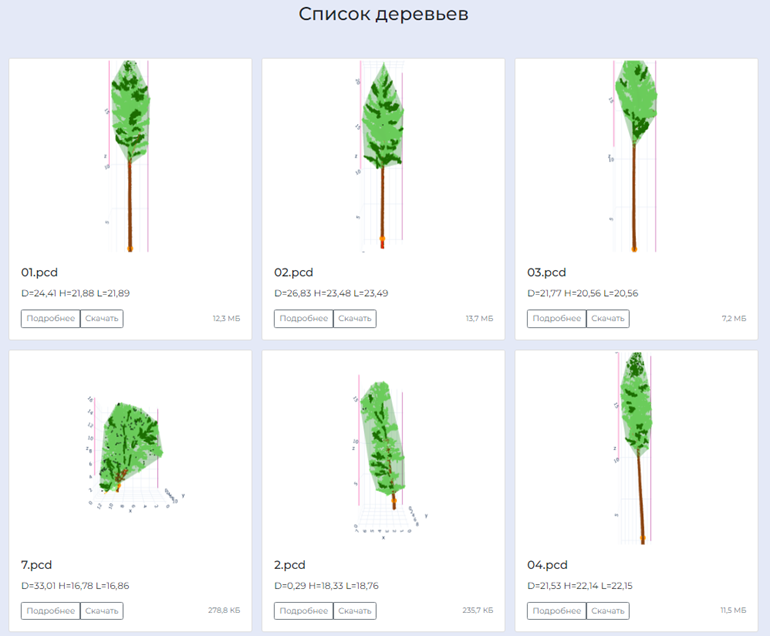 Список деревьев
01.pcd
D=24,41 H=21,88 L=21,89
Подробнее Скачать 12,3 МБ
02.pcd
D=26,83 H=23,48 L=23,49
Подробнее Скачать 13,7 МБ
03.pcd
D=21,77 H=20,56 L=20,56
Подробнее Скачать 7,2 МБ
7.pcd
D=33,01 H=16,78 L=16,86
Подробнее Скачать 278,8 КБ
2.pcd
D=0,29 H=18,33 L=18,76
Подробнее Скачать 235,7 КБ
04.pcd
D=21,53 H=22,14 L=22,15
Подробнее Скачать 11,5 МБ